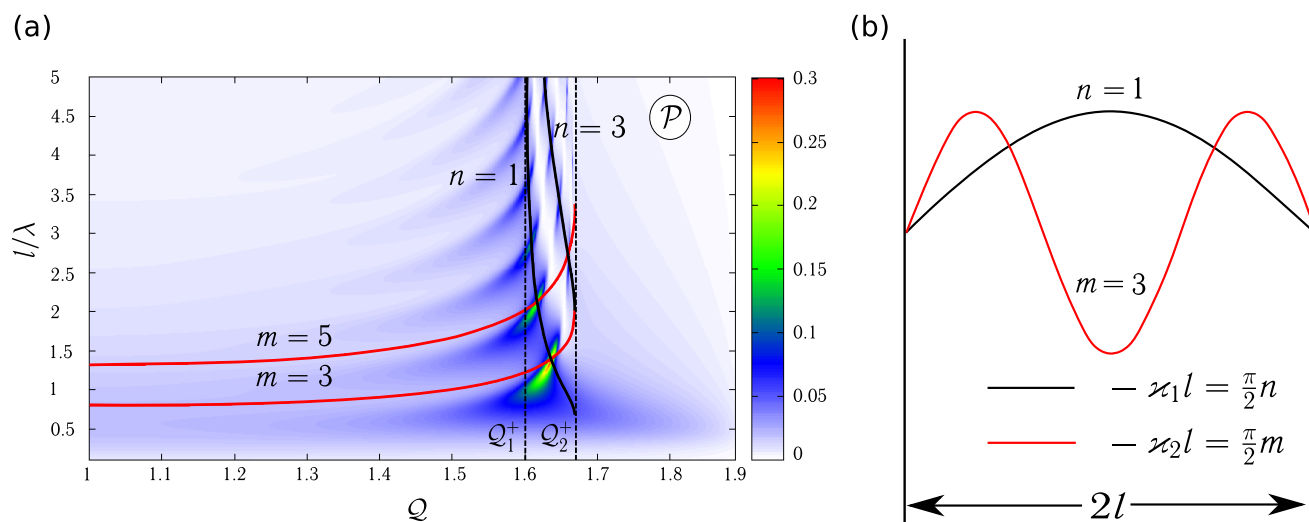 (a)
5
4.5
4
3.5
3
2.5
2
1.5
1
0.5
l/λ
1
1.1
1.2
1.3
1.4
1.5
1.6
1.7
1.8
1.9
𝒬
n = 1
n = 3
𝒫
m = 5
m = 3
𝒬₁⁺
𝒬₂⁺
0.3
0.25
0.2
0.15
0.1
0.05
0
(b)
n = 1
m = 3
— ϰ₁l = π/2 n
— ϰ₂l = π/2 m
2l